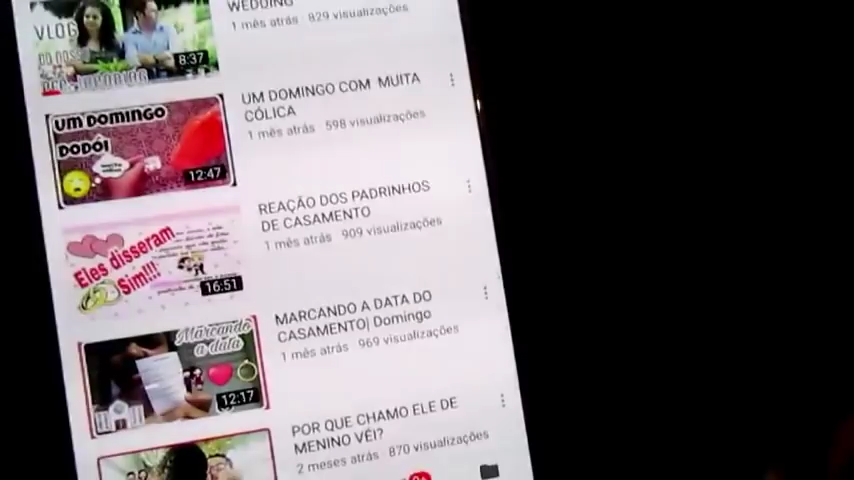 VLOG
DO DOSS
8:37
WEDDING
1 mês atrás 829 visualizações
UM DOMINGO
DODÓI
12:47
UM DOMINGO COM MUITA
CÓLICA
1 mês atrás 598 visualizações
Eles disseram
Sim!!!
16:51
REAÇÃO DOS PADRINHOS
DE CASAMENTO
1 mês atrás 909 visualizações
Marcando
a data
12:17
MARCANDO A DATA DO
CASAMENTO| Domingo
1 mês atrás 969 visualizações
POR QUE CHAMO ELE DE
MENINO VÉI?
2 meses atrás 870 visualizações